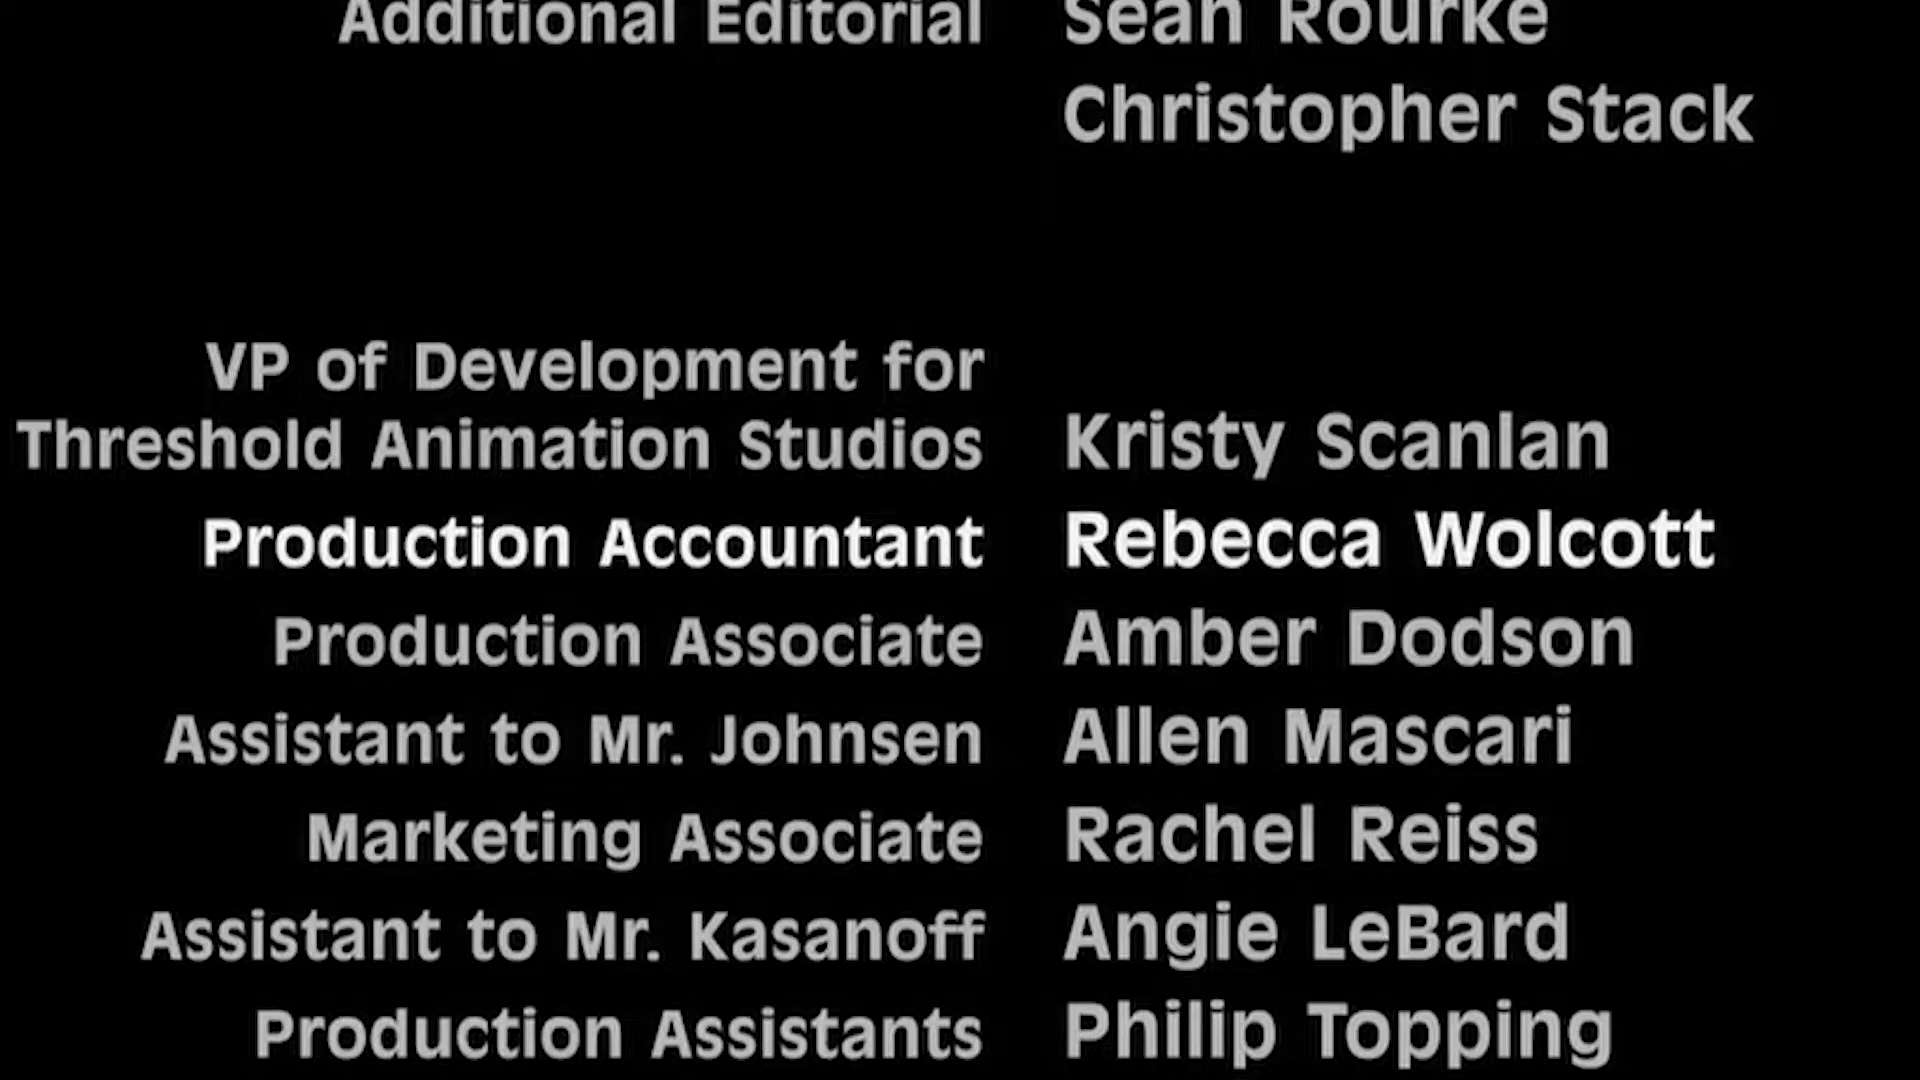 Additional Editorial Sean Rourke
Christopher Stack
VP of Development for
Threshold Animation Studios Kristy Scanlan
Production Accountant Rebecca Wolcott
Production Associate Amber Dodson
Assistant to Mr. Johnsen Allen Mascari
Marketing Associate Rachel Reiss
Assistant to Mr. Kasanoff Angie LeBard
Production Assistants Philip Topping